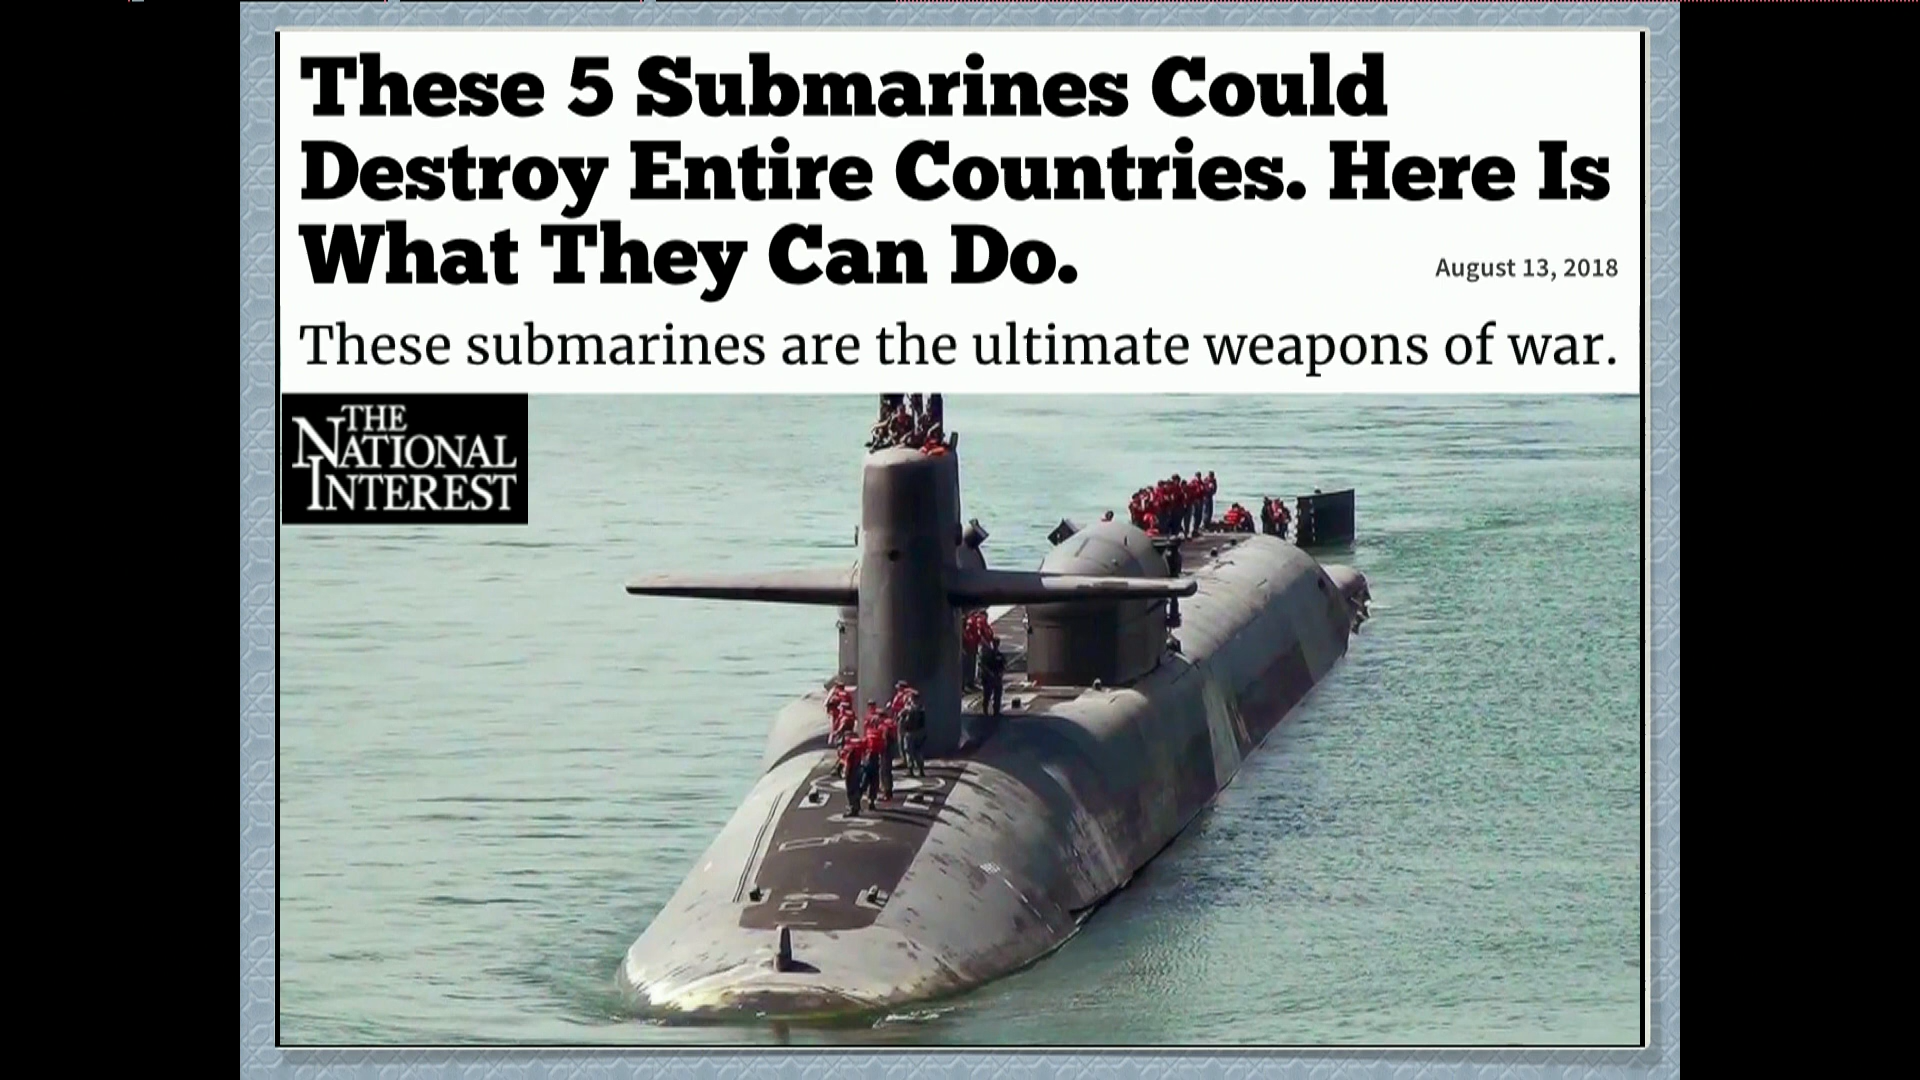 These 5 Submarines Could
Destroy Entire Countries. Here Is
What They Can Do.
August 13, 2018
These submarines are the ultimate weapons of war.
THE
NATIONAL
INTEREST